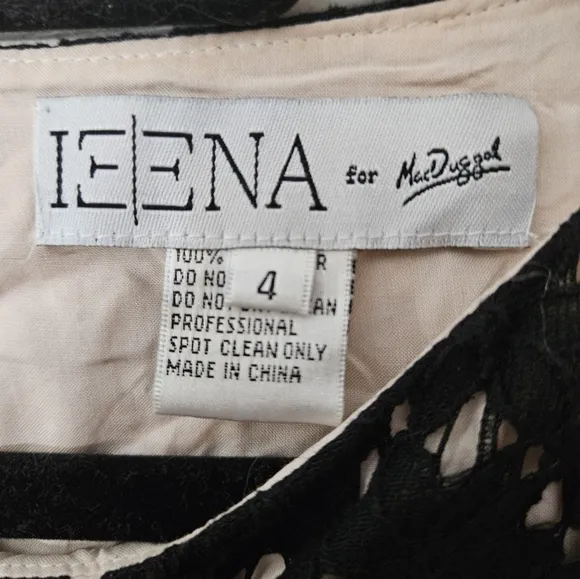 IEENA for MacDuggal
4
100% R
DO NO
DO NO AN
PROFESSIONAL
SPOT CLEAN ONLY
MADE IN CHINA